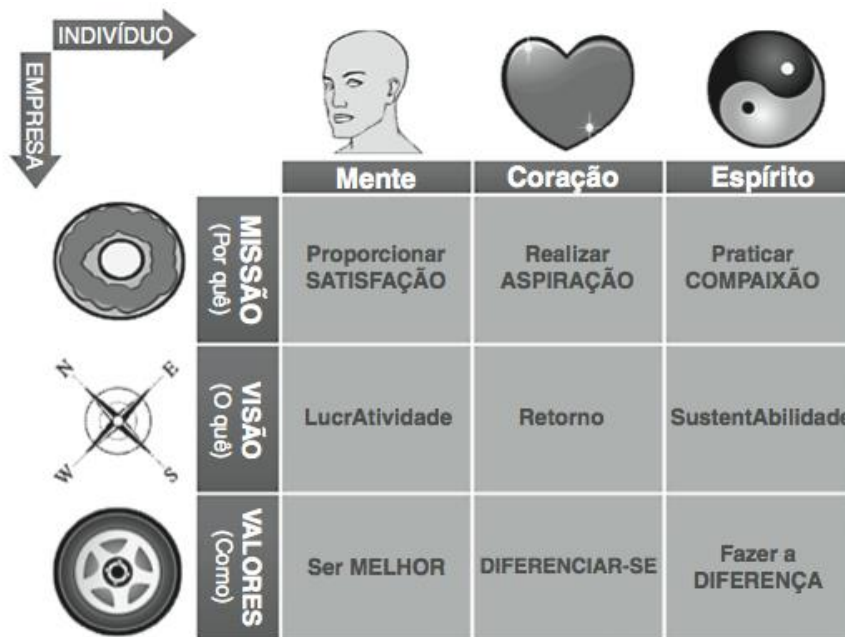 INDIVÍDUO
EMPRESA
Mente
Coração
Espírito
MISSÃO
(Por quê)
Proporcionar
SATISFAÇÃO
Realizar
ASPIRAÇÃO
Praticar
COMPAIXÃO
N
E
W
S
VISÃO
(O quê)
LucrAtividade
Retorno
SustentAbilidade
VALORES
(Como)
Ser MELHOR
DIFERENCIAR-SE
Fazer a
DIFERENÇA